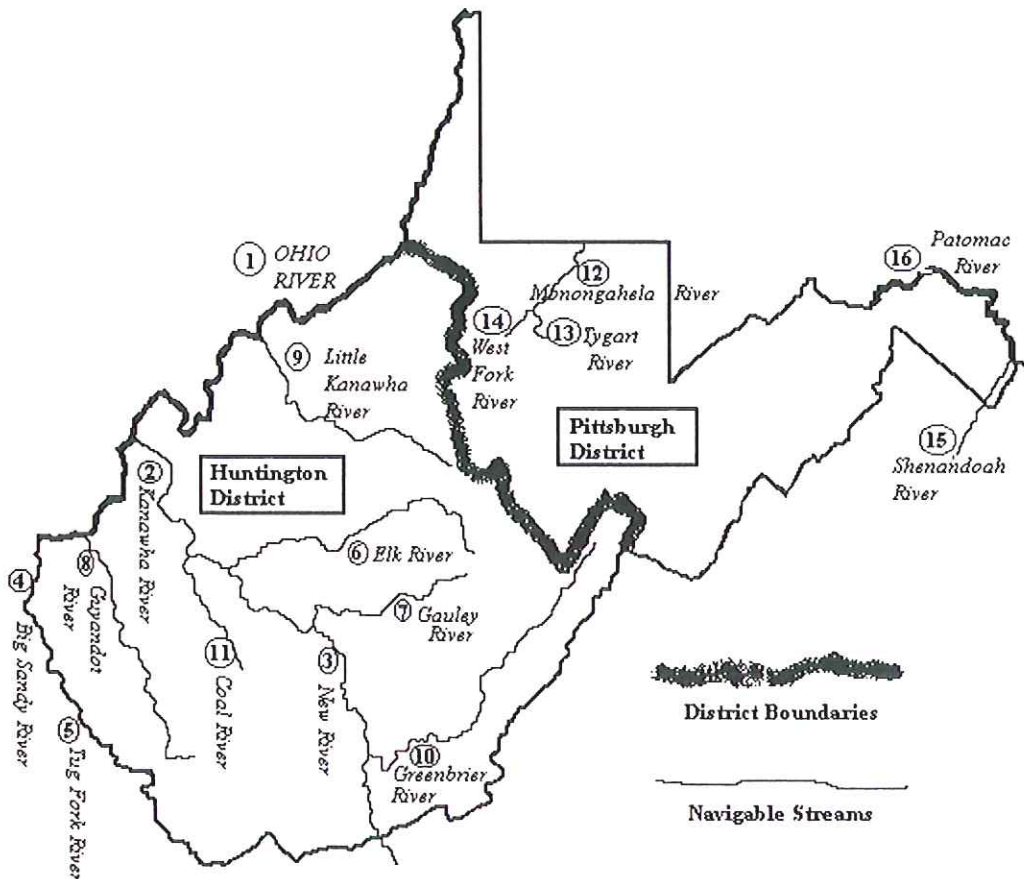 1 OHIO
RIVER
16 Patomac
River
12
Monongahela River
14
West
Fork
River
13 Tygart
River
9 Little
Kanawha
River
Pittsburgh
District
15
Shenandoah
River
Huntington
District
2 Kanawha River
6 Elk River
8 Guyandot
River
4 Big Sandy River
7 Gauley
River
11 Coal River
3 New River
5 Tug Fork River
10
Greenbrier
River
District Boundaries
Navigable Streams